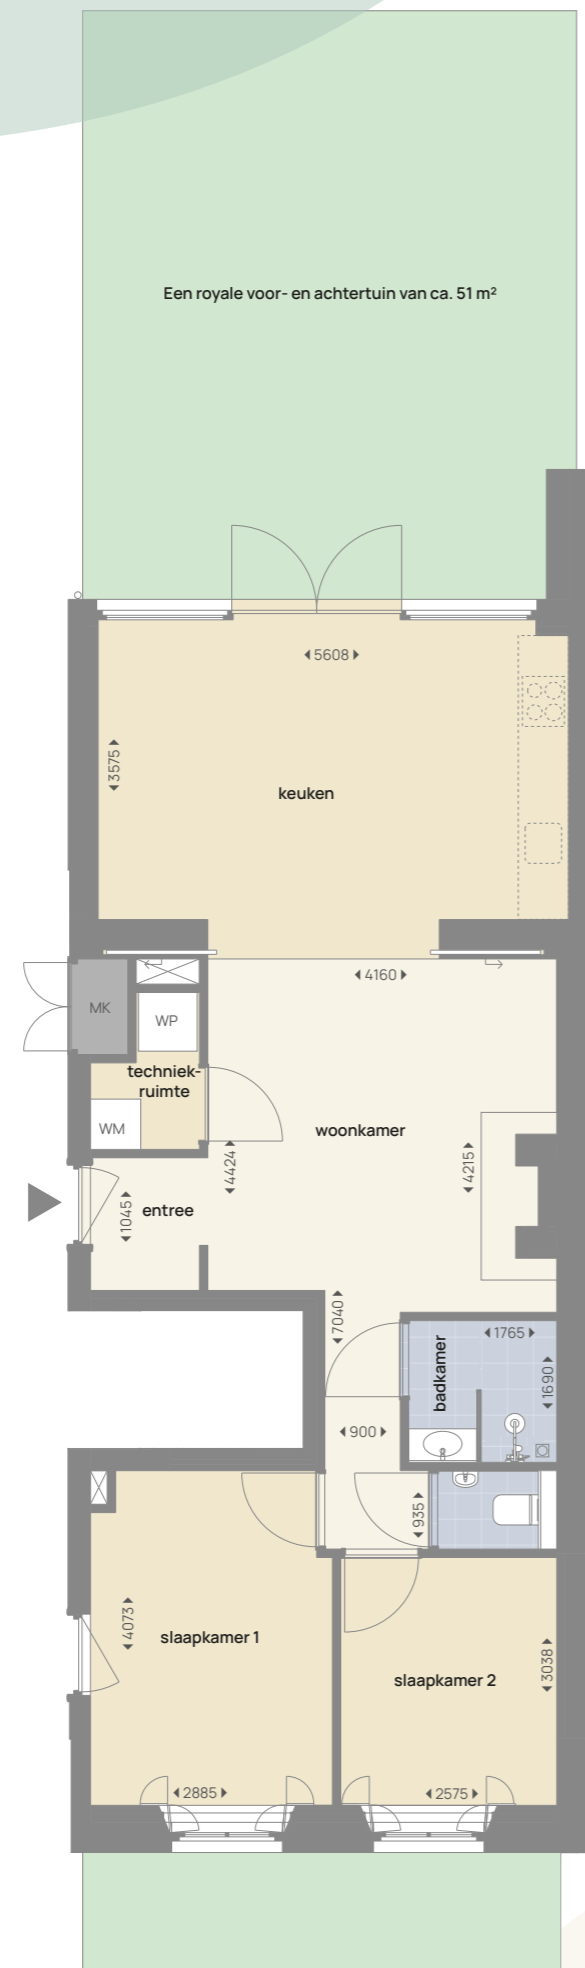 Een royale voor- en achtertuin van ca. 51 m²
5608
3575
keuken
4160
MK
WP
techniek-
ruimte
WM
woonkamer
4424
4215
1045
entree
7040
badkamer
1765
1690
900
935
4073
slaapkamer 1
slaapkamer 2
3038
2885
2575